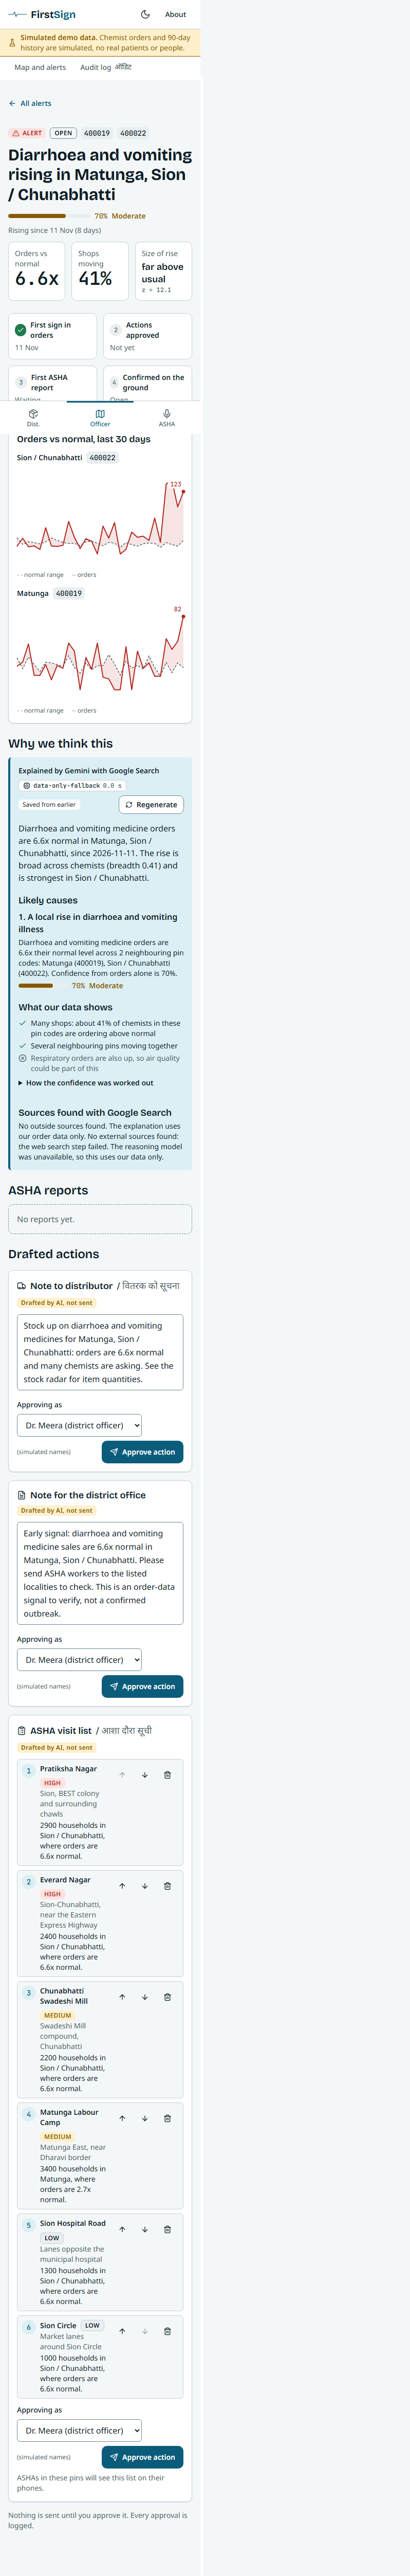 FirstSign
About
Simulated demo data. Chemist orders and 90-day
history are simulated, no real patients or people.
Map and alerts
Audit log ऑडिट
All alerts
ALERT
OPEN
400019
400022
Diarrhoea and vomiting
rising in Matunga, Sion
/ Chunabhatti
70% Moderate
Rising since 11 Nov (8 days)
Orders vs
normal
6.6x
Shops
moving
41%
Size of rise
far above
usual
z = 12.1
First sign in
orders
11 Nov
2
Actions
approved
Not yet
3
First ASHA
report
Waiting
4
Confirmed on the
ground
Open
Dist.
Officer
ASHA
Orders vs normal, last 30 days
Sion / Chunabhatti 400022
123
-- normal range
— orders
Matunga 400019
82
-- normal range
— orders
Why we think this
Explained by Gemini with Google Search
data-only-fallback 0.0 s
Saved from earlier
Regenerate
Diarrhoea and vomiting medicine orders
are 6.6x normal in Matunga, Sion /
Chunabhatti, since 2026-11-11. The rise is
broad across chemists (breadth 0.41) and
is strongest in Sion / Chunabhatti.
Likely causes
1. A local rise in diarrhoea and vomiting
illness
Diarrhoea and vomiting medicine orders are
6.6x their normal level across 2 neighbouring pin
codes: Matunga (400019), Sion / Chunabhatti
(400022). Confidence from orders alone is 70%.
70% Moderate
What our data shows
Many shops: about 41% of chemists in these
pin codes are ordering above normal
Several neighbouring pins moving together
Respiratory orders are also up, so air quality
could be part of this
How the confidence was worked out
Sources found with Google Search
No outside sources found. The explanation uses
our order data only. No external sources found:
the web search step failed. The reasoning model
was unavailable, so this uses our data only.
ASHA reports
No reports yet.
Drafted actions
Note to distributor / वितरक को सूचना
Drafted by AI, not sent
Stock up on diarrhoea and vomiting
medicines for Matunga, Sion /
Chunabhatti: orders are 6.6x normal
and many chemists are asking. See the
stock radar for item quantities.
Approving as
Dr. Meera (district officer)
(simulated names)
Approve action
Note for the district office
Drafted by AI, not sent
Early signal: diarrhoea and vomiting
medicine sales are 6.6x normal in
Matunga, Sion / Chunabhatti. Please
send ASHA workers to the listed
localities to check. This is an order-data
signal to verify, not a confirmed
outbreak.
Approving as
Dr. Meera (district officer)
(simulated names)
Approve action
ASHA visit list / आशा दौरा सूची
Drafted by AI, not sent
1
Pratiksha Nagar
HIGH
Sion, BEST colony
and surrounding
chawls
2900 households in
Sion / Chunabhatti,
where orders are
6.6x normal.
2
Everard Nagar
HIGH
Sion-Chunabhatti,
near the Eastern
Express Highway
2400 households in
Sion / Chunabhatti,
where orders are
6.6x normal.
3
Chunabhatti
Swadeshi Mill
MEDIUM
Swadeshi Mill
compound,
Chunabhatti
2200 households in
Sion / Chunabhatti,
where orders are
6.6x normal.
4
Matunga Labour
Camp
MEDIUM
Matunga East, near
Dharavi border
3400 households in
Matunga, where
orders are 2.7x
normal.
5
Sion Hospital Road
LOW
Lanes opposite the
municipal hospital
1300 households in
Sion / Chunabhatti,
where orders are
6.6x normal.
6
Sion Circle LOW
Market lanes
around Sion Circle
1000 households in
Sion / Chunabhatti,
where orders are
6.6x normal.
Approving as
Dr. Meera (district officer)
(simulated names)
Approve action
ASHAs in these pins will see this list on their
phones.
Nothing is sent until you approve it. Every approval is
logged.